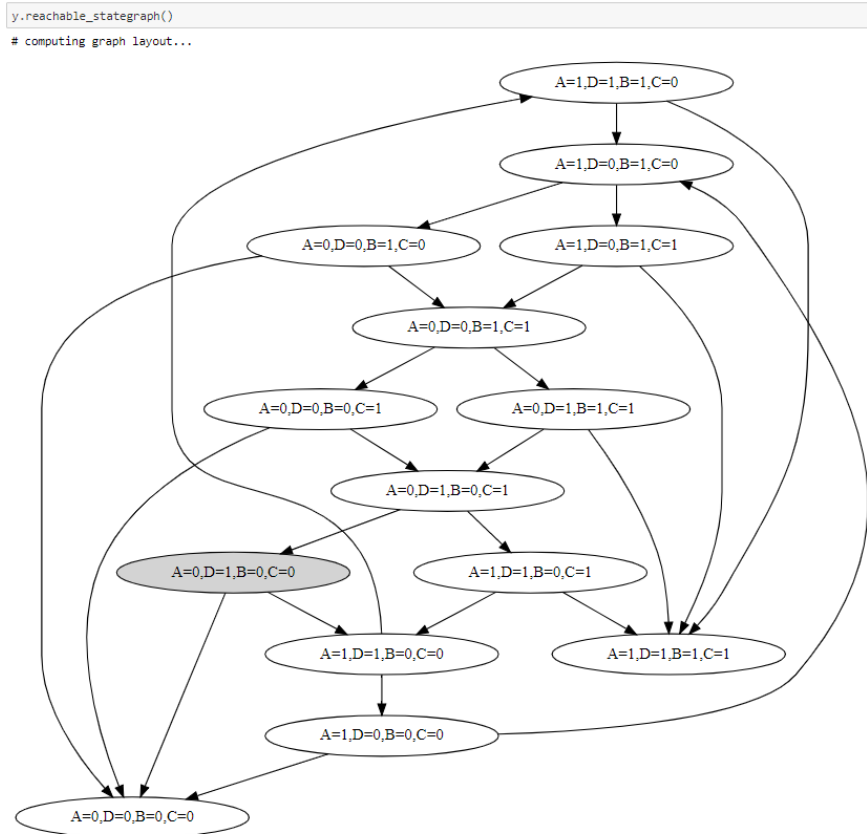 y.reachable_stategraph()
# computing graph layout...
A=1,D=1,B=1,C=0
A=1,D=0,B=1,C=0
A=0,D=0,B=1,C=0
A=1,D=0,B=1,C=1
A=0,D=0,B=1,C=1
A=0,D=0,B=0,C=1
A=0,D=1,B=1,C=1
A=0,D=1,B=0,C=1
A=0,D=1,B=0,C=0
A=1,D=1,B=0,C=1
A=1,D=1,B=0,C=0
A=1,D=1,B=1,C=1
A=1,D=0,B=0,C=0
A=0,D=0,B=0,C=0